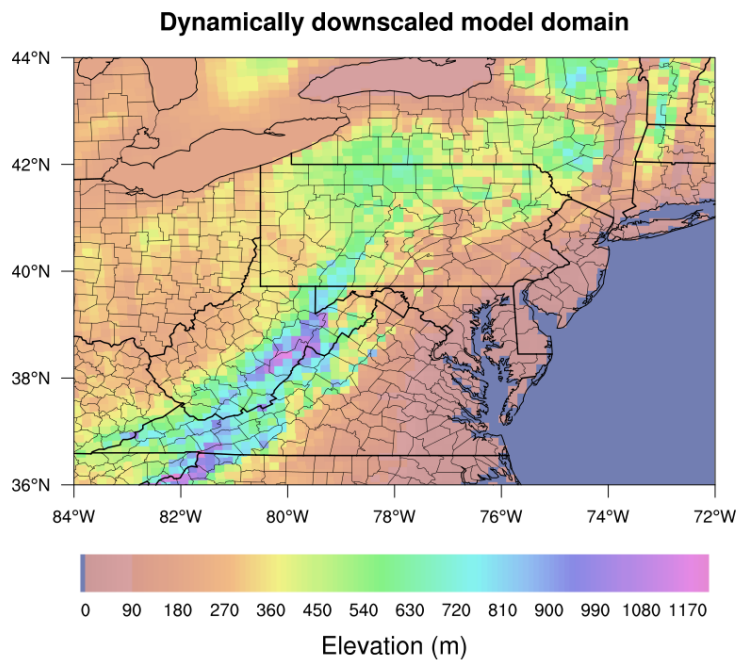 Dynamically downscaled model domain
44°N
42°N
40°N
38°N
36°N
84°W 82°W 80°W 78°W 76°W 74°W 72°W
0 90 180 270 360 450 540 630 720 810 900 990 1080 1170
Elevation (m)